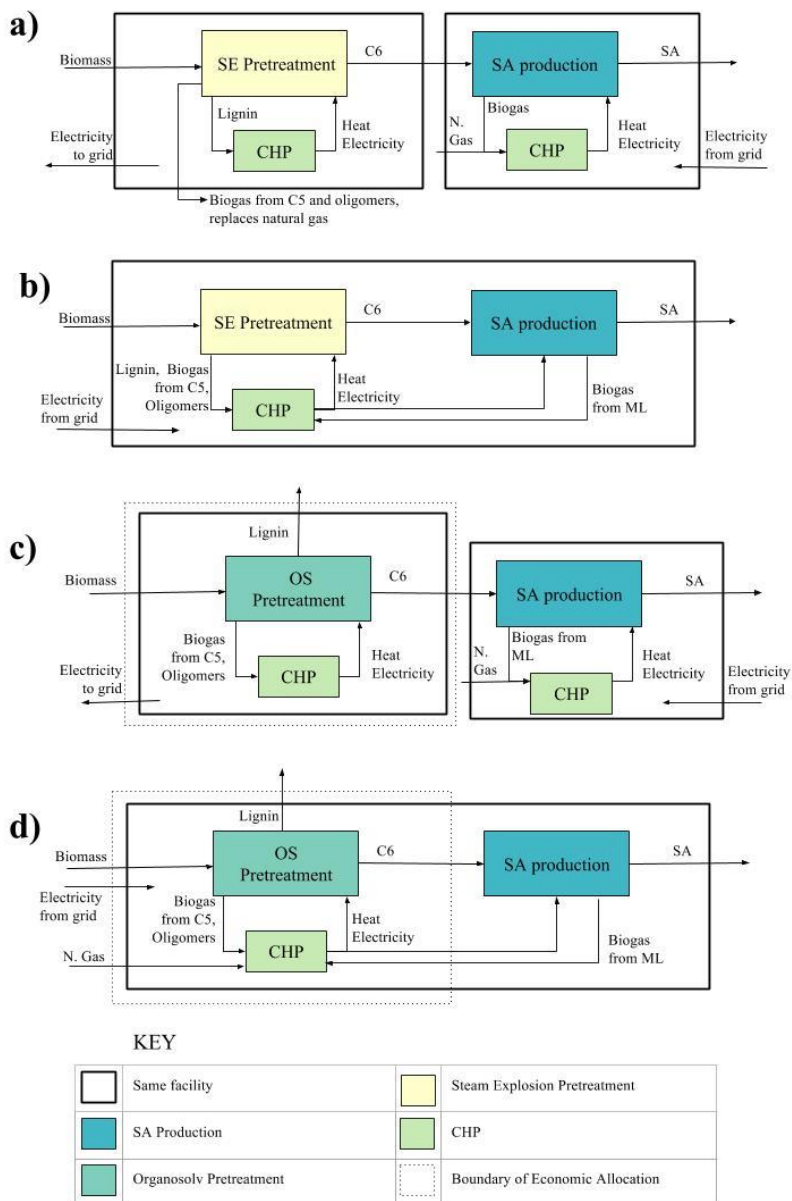 a)
Biomass
SE Pretreatment
C6
SA production
SA
Lignin
CHP
Heat
Electricity
Electricity
to grid
Biogas from C5 and oligomers,
replaces natural gas
N.
Gas
Biogas
CHP
Heat
Electricity
Electricity
from grid
b)
Biomass
SE Pretreatment
C6
SA production
SA
Lignin, Biogas
from C5,
Oligomers
CHP
Heat
Electricity
Biogas
from ML
Electricity
from grid
c)
Lignin
Biomass
OS
Pretreatment
C6
SA production
SA
Biogas
from C5,
Oligomers
CHP
Heat
Electricity
Electricity
to grid
N.
Gas
Biogas from
ML
CHP
Heat
Electricity
Electricity
from grid
d)
Lignin
Biomass
OS
Pretreatment
C6
SA production
SA
Electricity
from grid
Biogas
from C5,
Oligomers
CHP
Heat
Electricity
N. Gas
Biogas
from ML
KEY
Same facility
Steam Explosion Pretreatment
SA Production
CHP
Organosolv Pretreatment
Boundary of Economic Allocation